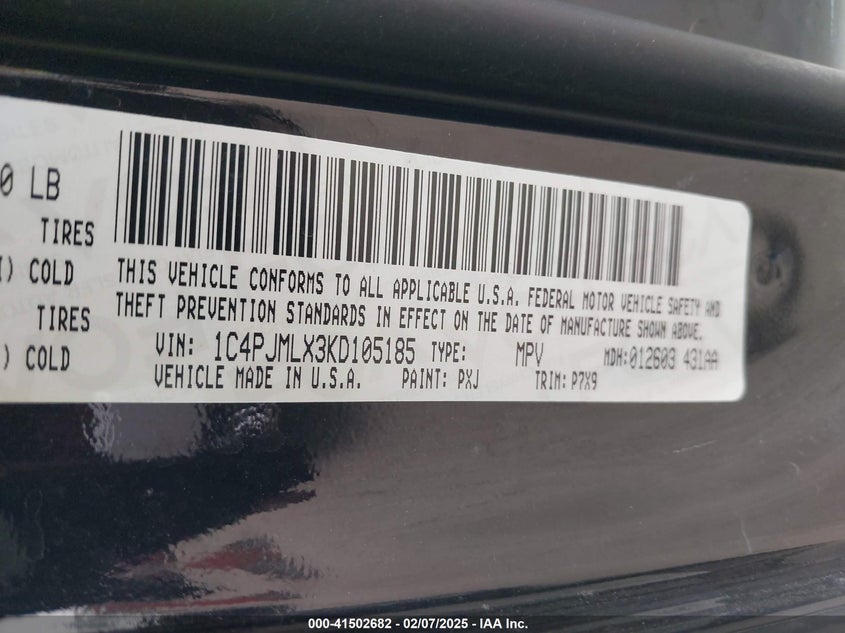 0 LB
TIRES
) COLD
TIRES
) COLD
THIS VEHICLE CONFORMS TO ALL APPLICABLE U.S.A. FEDERAL MOTOR VEHICLE SAFETY AND
THEFT PREVENTION STANDARDS IN EFFECT ON THE DATE OF MANUFACTURE SHOWN ABOVE.
VIN: 1C4PJMLX3KD105185 TYPE: MPV MDH:012603 431AA
VEHICLE MADE IN U.S.A. PAINT: PXJ TRIM: P7X9
000-41502682 - 02/07/2025 - IAA Inc.